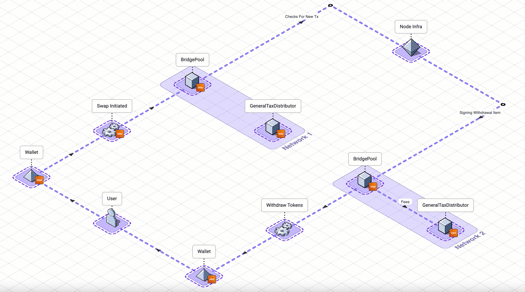 Checks For New Tx
Node Infra
BridgePool
Swap Initiated
GeneralTaxDistributor
Network 1
Signing Withdrawal Item
Wallet
BridgePool
User
Withdraw Tokens
Fees
GeneralTaxDistributor
Network 2
Wallet